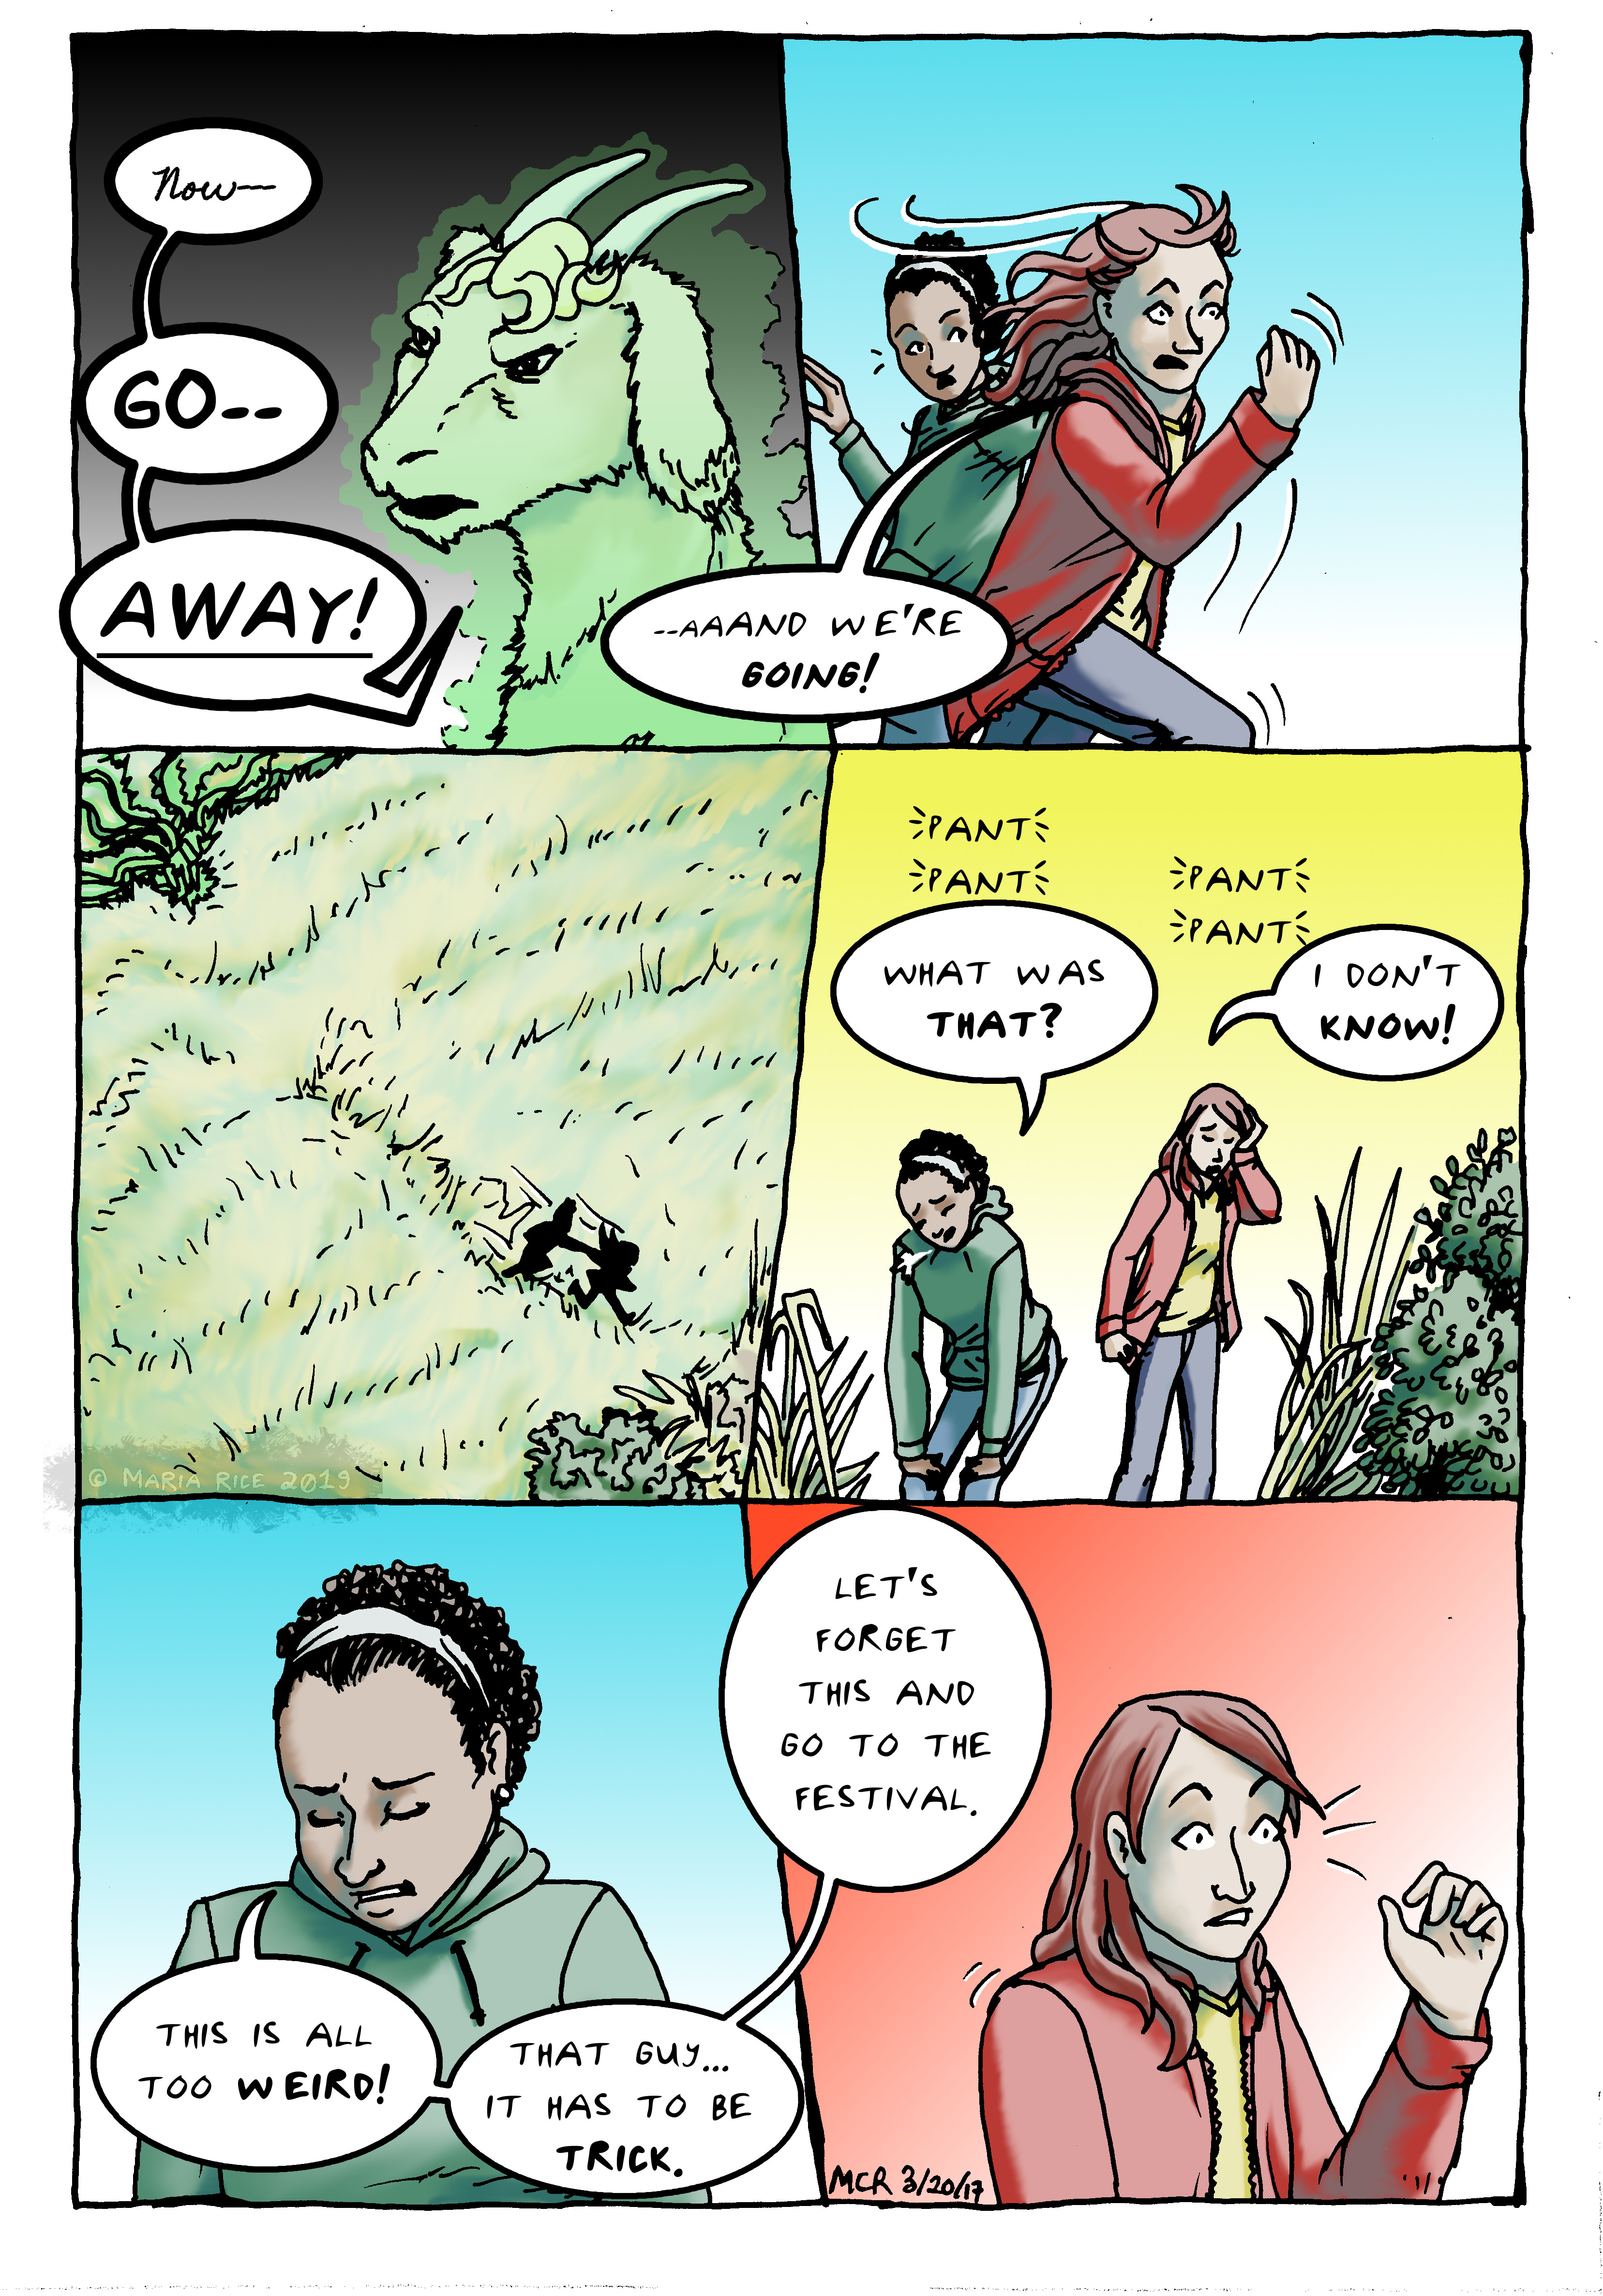 Now—
GO--
AWAY!
--AAAND WE'RE
GOING!
© MARIA RICE 2019
PANT
PANT
WHAT WAS
THAT?
PANT
PANT
I DON'T
KNOW!
THIS IS ALL
TOO WEIRD!
THAT GUY...
IT HAS TO BE
TRICK.
LET'S
FORGET
THIS AND
GO TO THE
FESTIVAL.
MCR 3/20/17